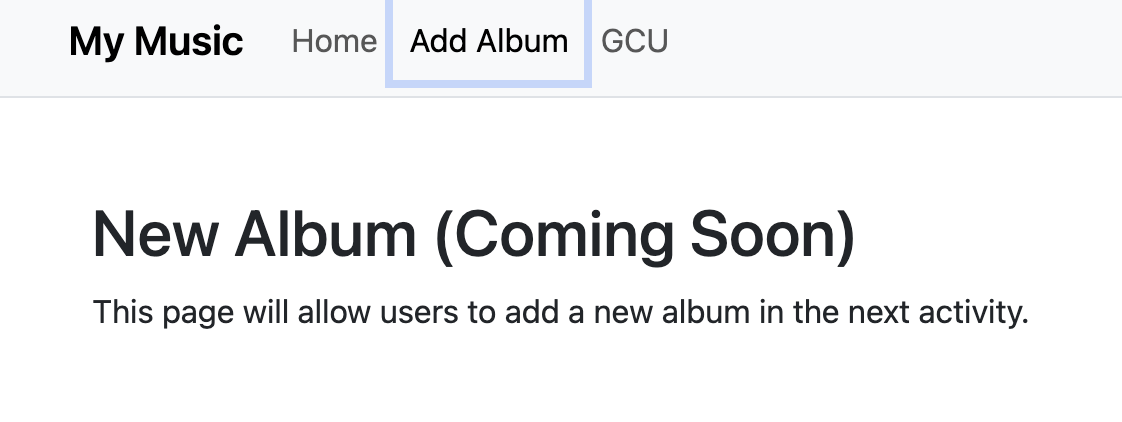 My Music Home Add Album GCU
New Album (Coming Soon)
This page will allow users to add a new album in the next activity.